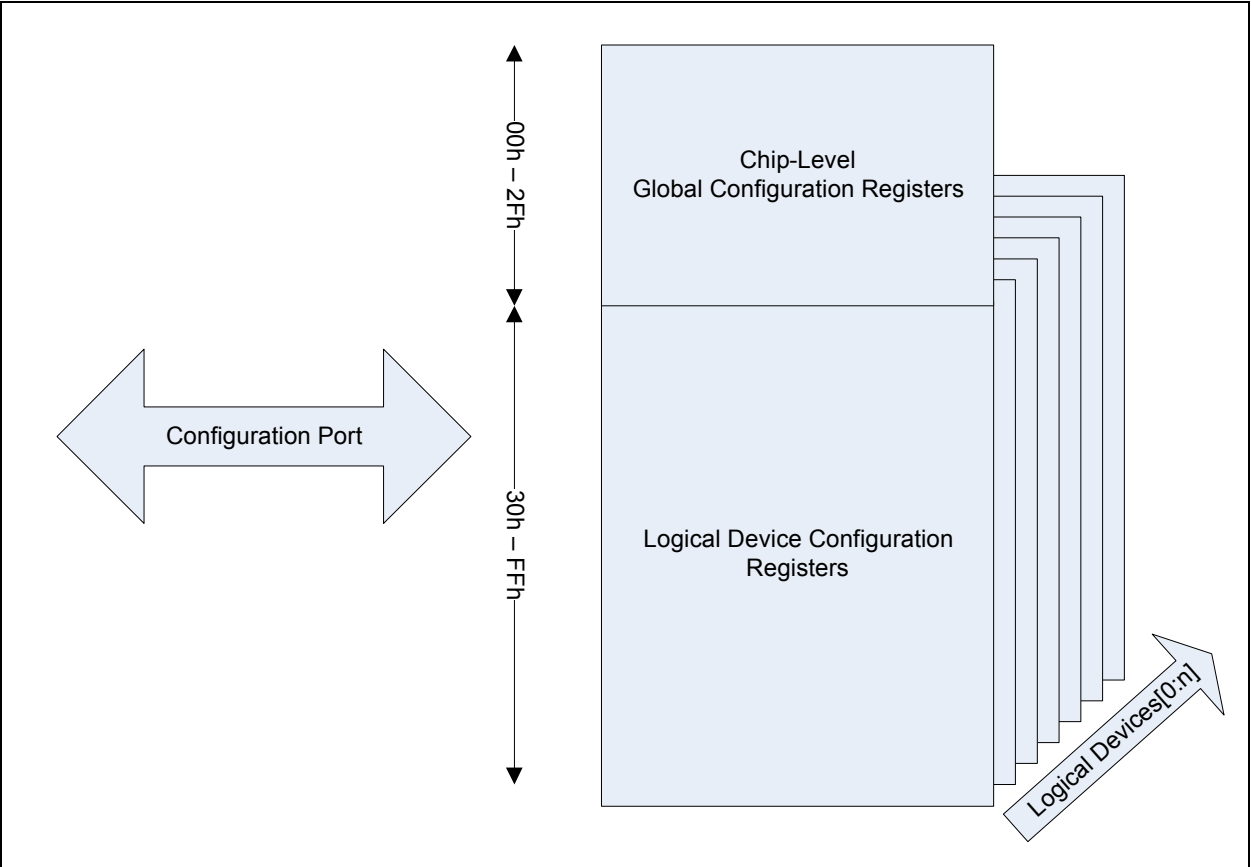 00h – 2Fh
Chip-Level
Global Configuration Registers
Configuration Port
30h – FFh
Logical Device Configuration
Registers
Logical Devices[0:n]